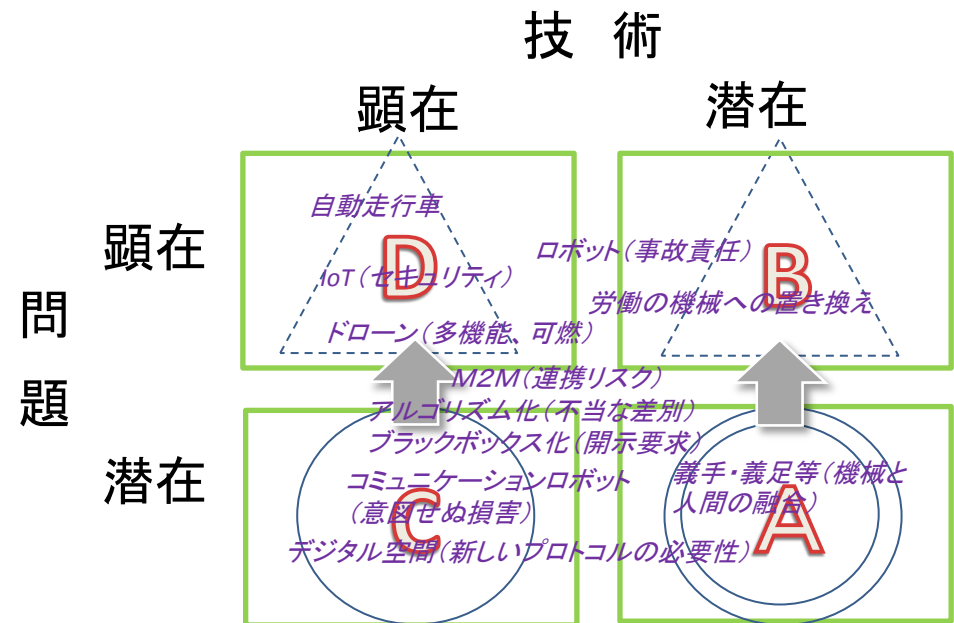 技 術
顕在
潜在
問
題
顕在
潜在
自動走行車
D
IoT(セキュリティ)
ドローン(多機能、可燃)
ロボット(事故責任)
B
労働の機械への置き換え
M2M(連携リスク)
アルゴリズム化(不当な差別)
ブラックボックス化(開示要求)
コミュニケーションロボット
(意図せぬ損害)
C
デジタル空間(新しいプロトコルの必要性)
義手・義足等(機械と
人間の融合)
A